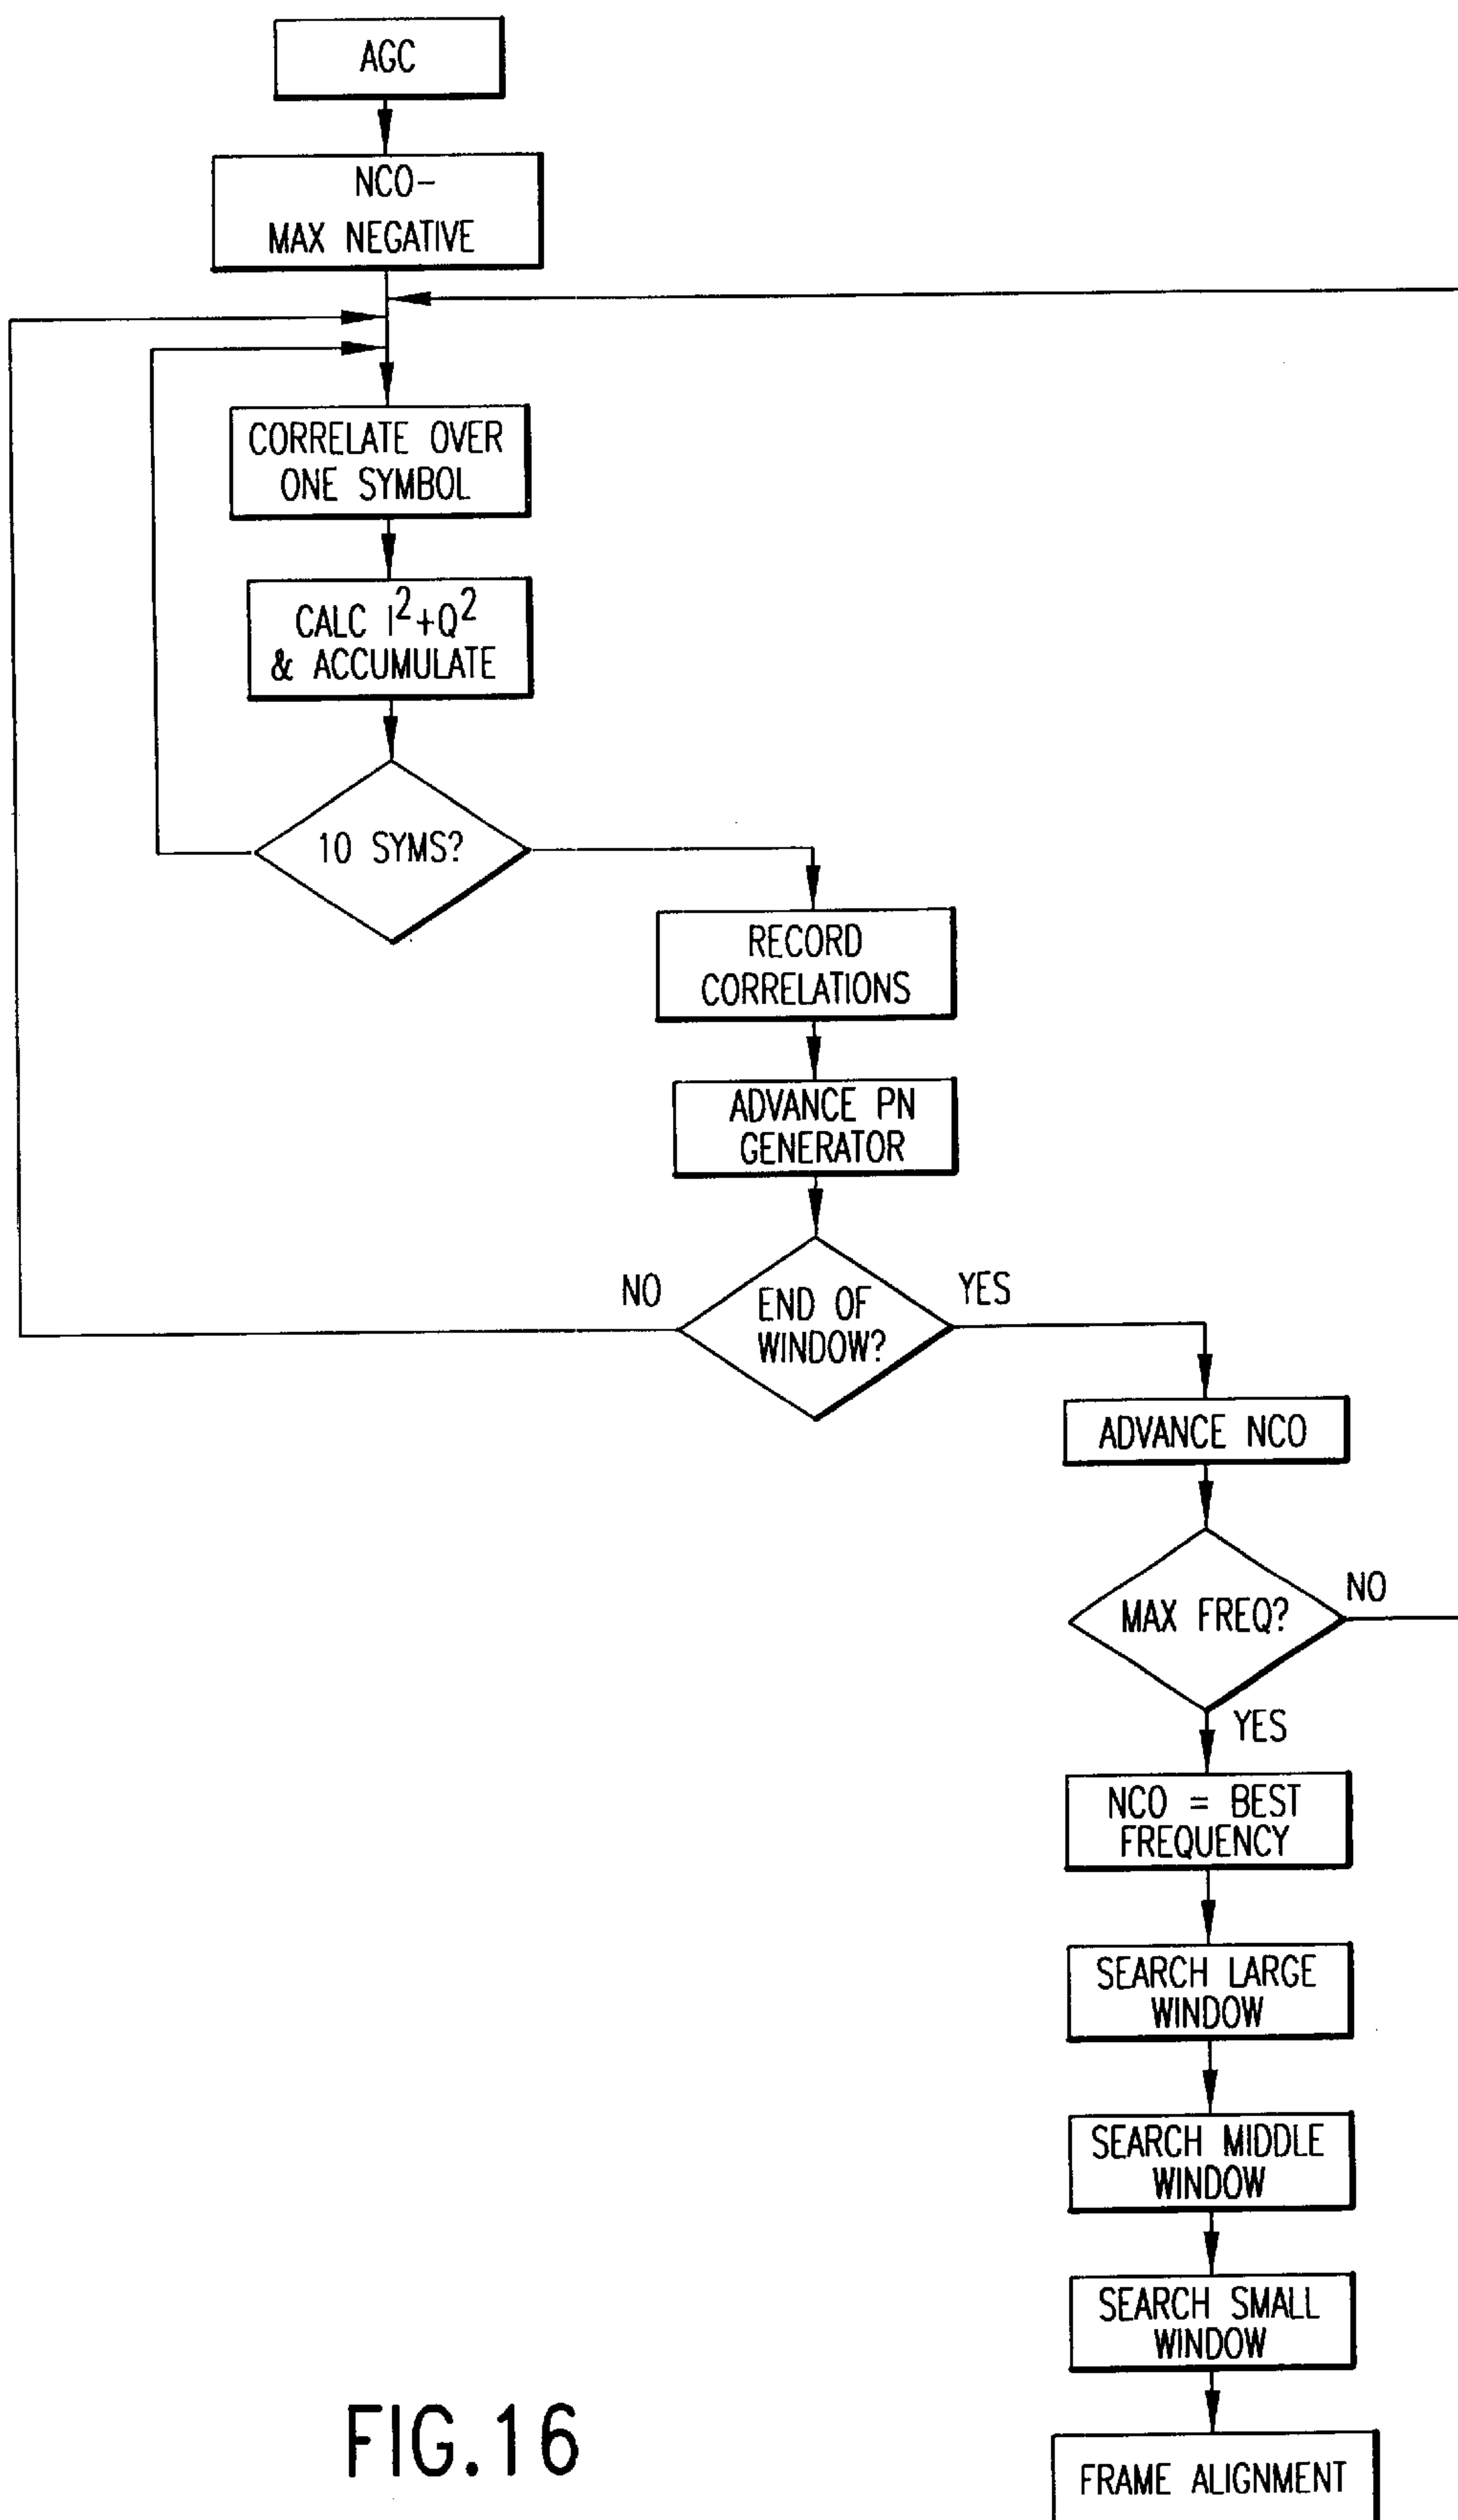 AGC
NCO-
MAX NEGATIVE
CORRELATE OVER
ONE SYMBOL
CALC I²+Q²
& ACCUMULATE
10 SYMS?
RECORD
CORRELATIONS
ADVANCE PN
GENERATOR
NO
END OF
WINDOW?
YES
ADVANCE NCO
MAX FREQ?
NO
YES
NCO = BEST
FREQUENCY
SEARCH LARGE
WINDOW
SEARCH MIDDLE
WINDOW
SEARCH SMALL
WINDOW
FRAME ALIGNMENT
FIG.16